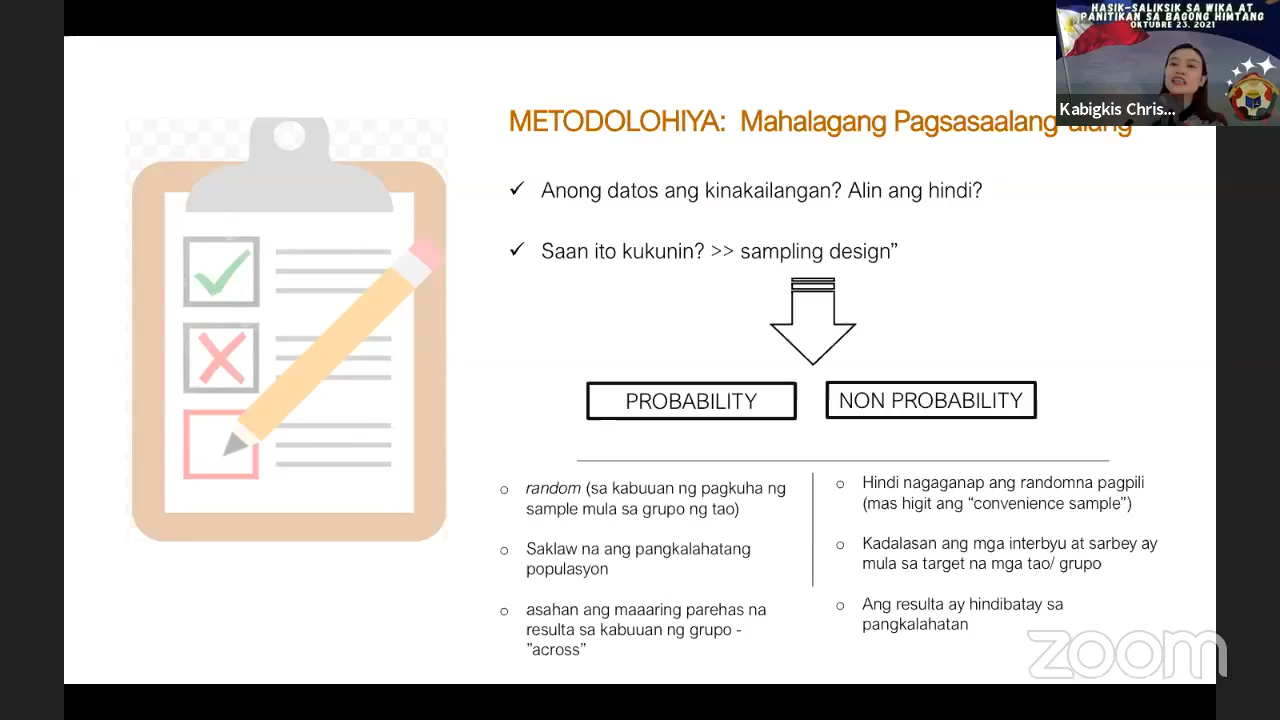 HASIK-SALIKSIK SA WIKA AT
PANITIKAN SA BAGONG HIMTANG
OKTUBRE 23, 2021
Kabigkis Chris...
METODOLOHIYA: Mahalagang Pagsasaalang-alang
✓ Anong datos ang kinakailangan? Alin ang hindi?
✓ Saan ito kukunin? >> sampling design”
PROBABILITY
NON PROBABILITY
o random (sa kabuuan ng pagkuha ng
sample mula sa grupo ng tao)
o Saklaw na ang pangkalahatang
populasyon
o asahan ang maaaring parehas na
resulta sa kabuuan ng grupo -
”across”
o Hindi nagaganap ang randomna pagpili
(mas higit ang “convenience sample”)
o Kadalasan ang mga interbyu at sarbey ay
mula sa target na mga tao/ grupo
o Ang resulta ay hindibatay sa
pangkalahatan
zoom